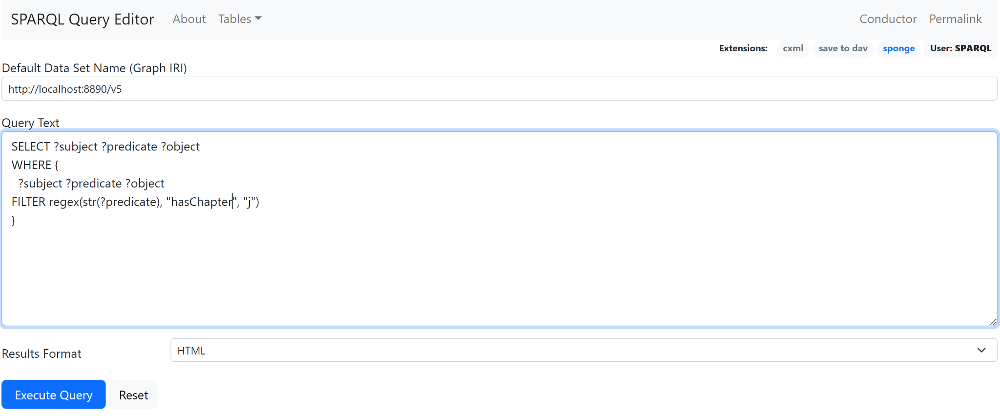 SPARQL Query Editor About Tables Conductor Permalink
Extensions: cxml save to dav sponge User: SPARQL
Default Data Set Name (Graph IRI)
http://localhost:8890/v5
Query Text
SELECT ?subject ?predicate ?object
WHERE {
?subject ?predicate ?object
FILTER regex(str(?predicate), "hasChapter", "j")
}
Results Format HTML
Execute Query Reset